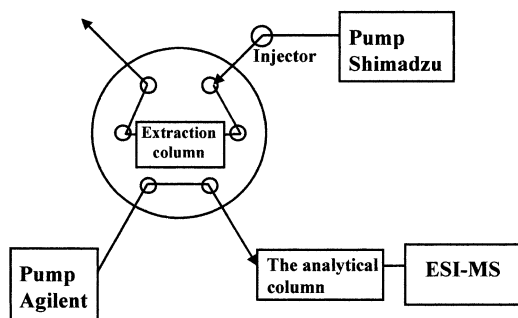 Pump
Shimadzu
Injector
Extraction
column
Pump
Agilent
The analytical
column
ESI-MS